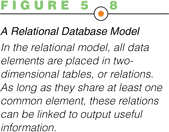 FIGURE 5 8
A Relational Database Model
In the relational model, all data
elements are placed in two-
dimensional tables, or relations.
As long as they share at least one
common element, these relations
can be linked to output useful
information.